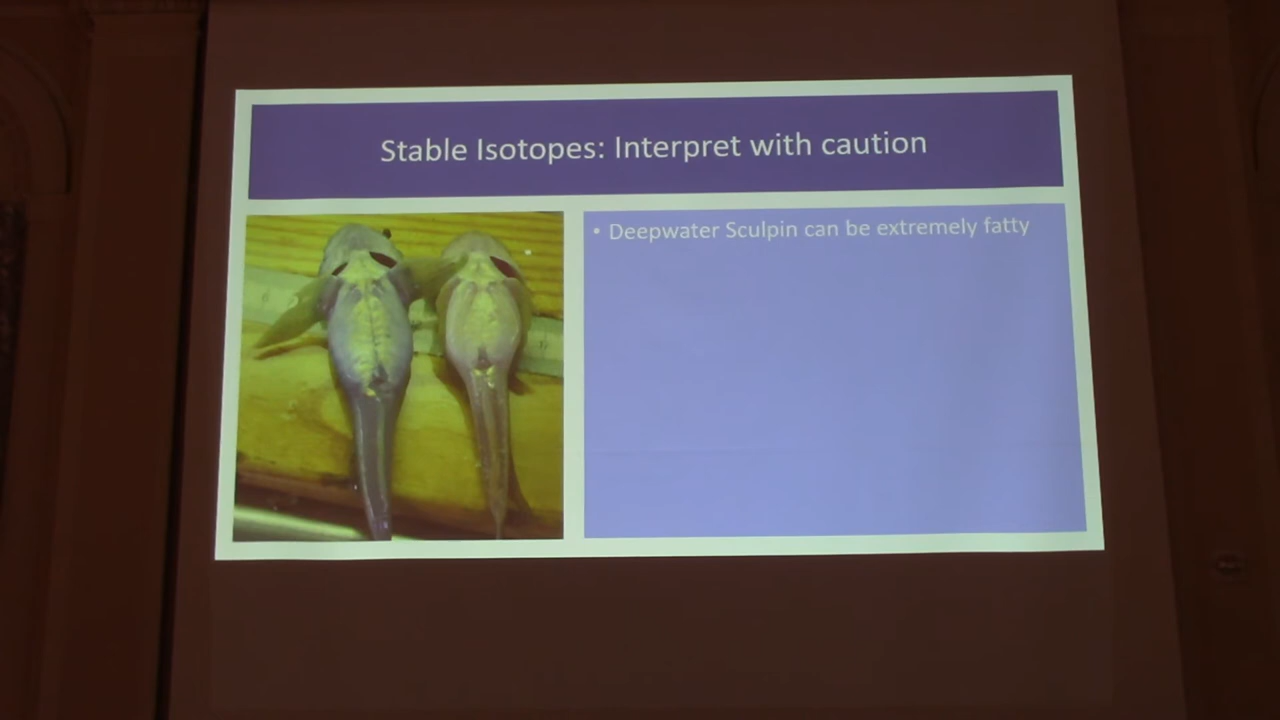 Stable Isotopes: Interpret with caution
• Deepwater Sculpin can be extremely fatty